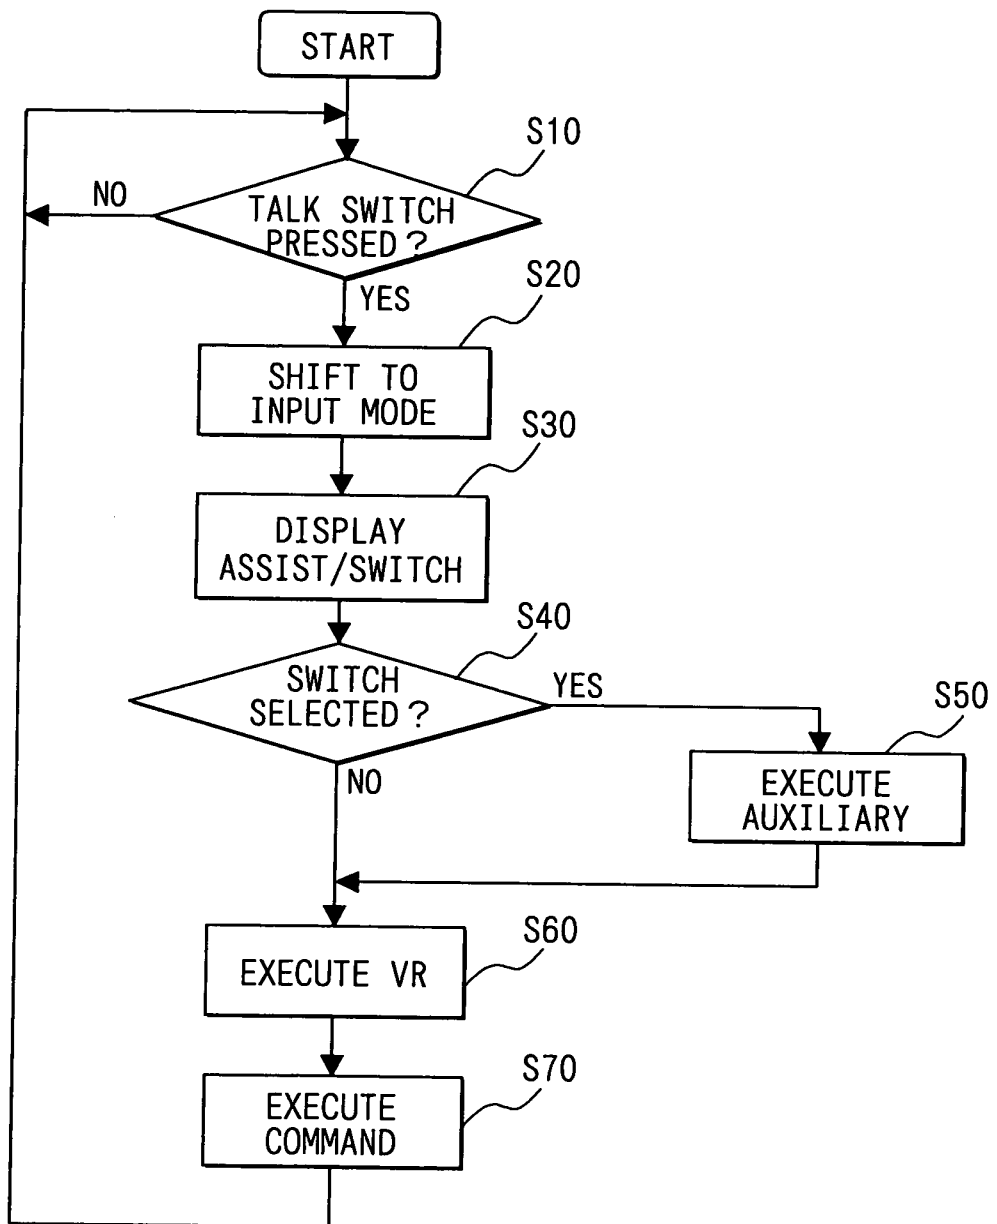 START
S10
NO
TALK SWITCH
PRESSED?
YES
S20
SHIFT TO
INPUT MODE
S30
DISPLAY
ASSIST/SWITCH
S40
SWITCH
SELECTED?
YES
S50
NO
EXECUTE
AUXILIARY
S60
EXECUTE VR
S70
EXECUTE
COMMAND